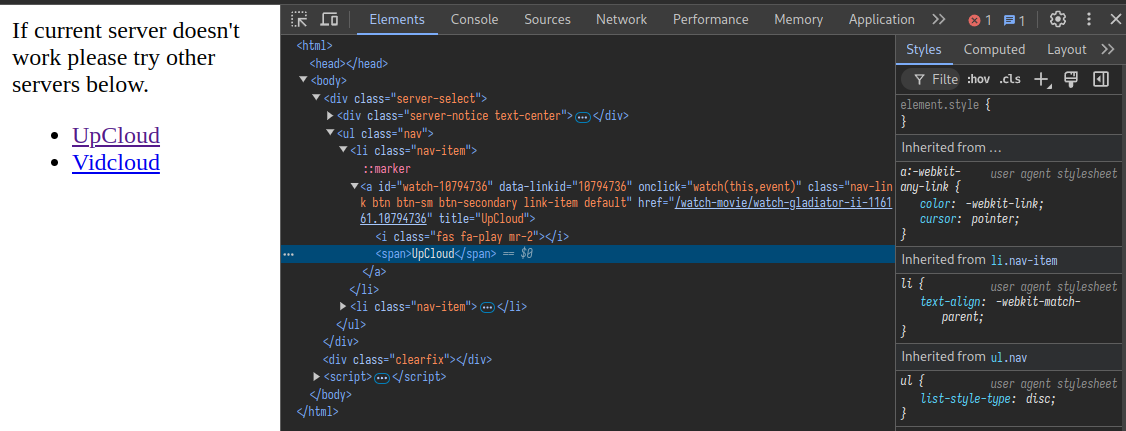 If current server doesn't
work please try other
servers below.
UpCloud
Vidcloud
Elements Console Sources Network Performance Memory Application 1 1
<html>
<head></head>
<body>
<div class="server-select">
<div class="server-notice text-center"> </div>
<ul class="nav">
<li class="nav-item">
::marker
<a id="watch-10794736" data-linkid="10794736" onclick="watch(this,event)" class="nav-lin
k btn btn-sm btn-secondary link-item default" href="/watch-movie/watch-gladiator-ii-1161
61.10794736" title="UpCloud">
<i class="fas fa-play mr-2"></i>
<span>UpCloud</span> == $0
</a>
</li>
<li class="nav-item"> </li>
</ul>
</div>
<div class="clearfix"></div>
<script> </script>
</body>
</html>
Styles Computed Layout
Filte :hov .cls
element.style {
}
Inherited from ...
a:-webkit- user agent stylesheet
any-link {
color: -webkit-link;
cursor: pointer;
}
Inherited from li.nav-item
li { user agent stylesheet
text-align: -webkit-match-
parent;
}
Inherited from ul.nav
ul { user agent stylesheet
list-style-type: disc;
}